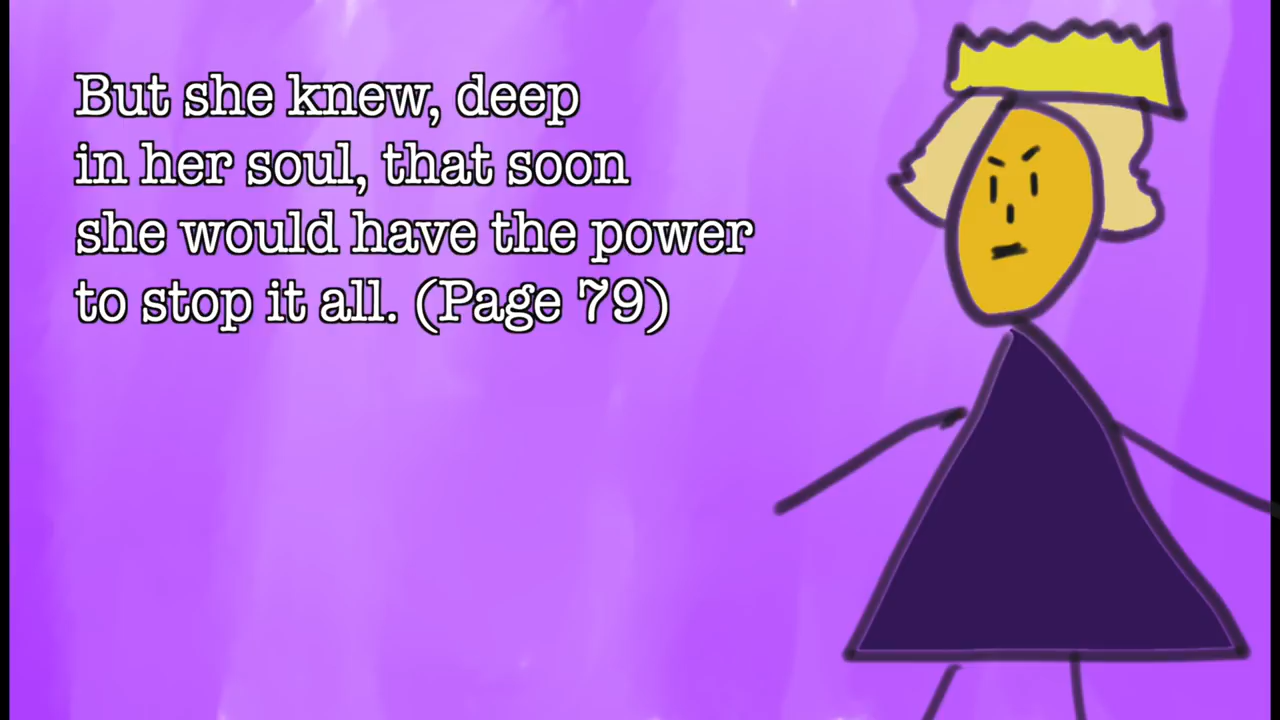 But she knew, deep
in her soul, that soon
she would have the power
to stop it all. (Page 79)